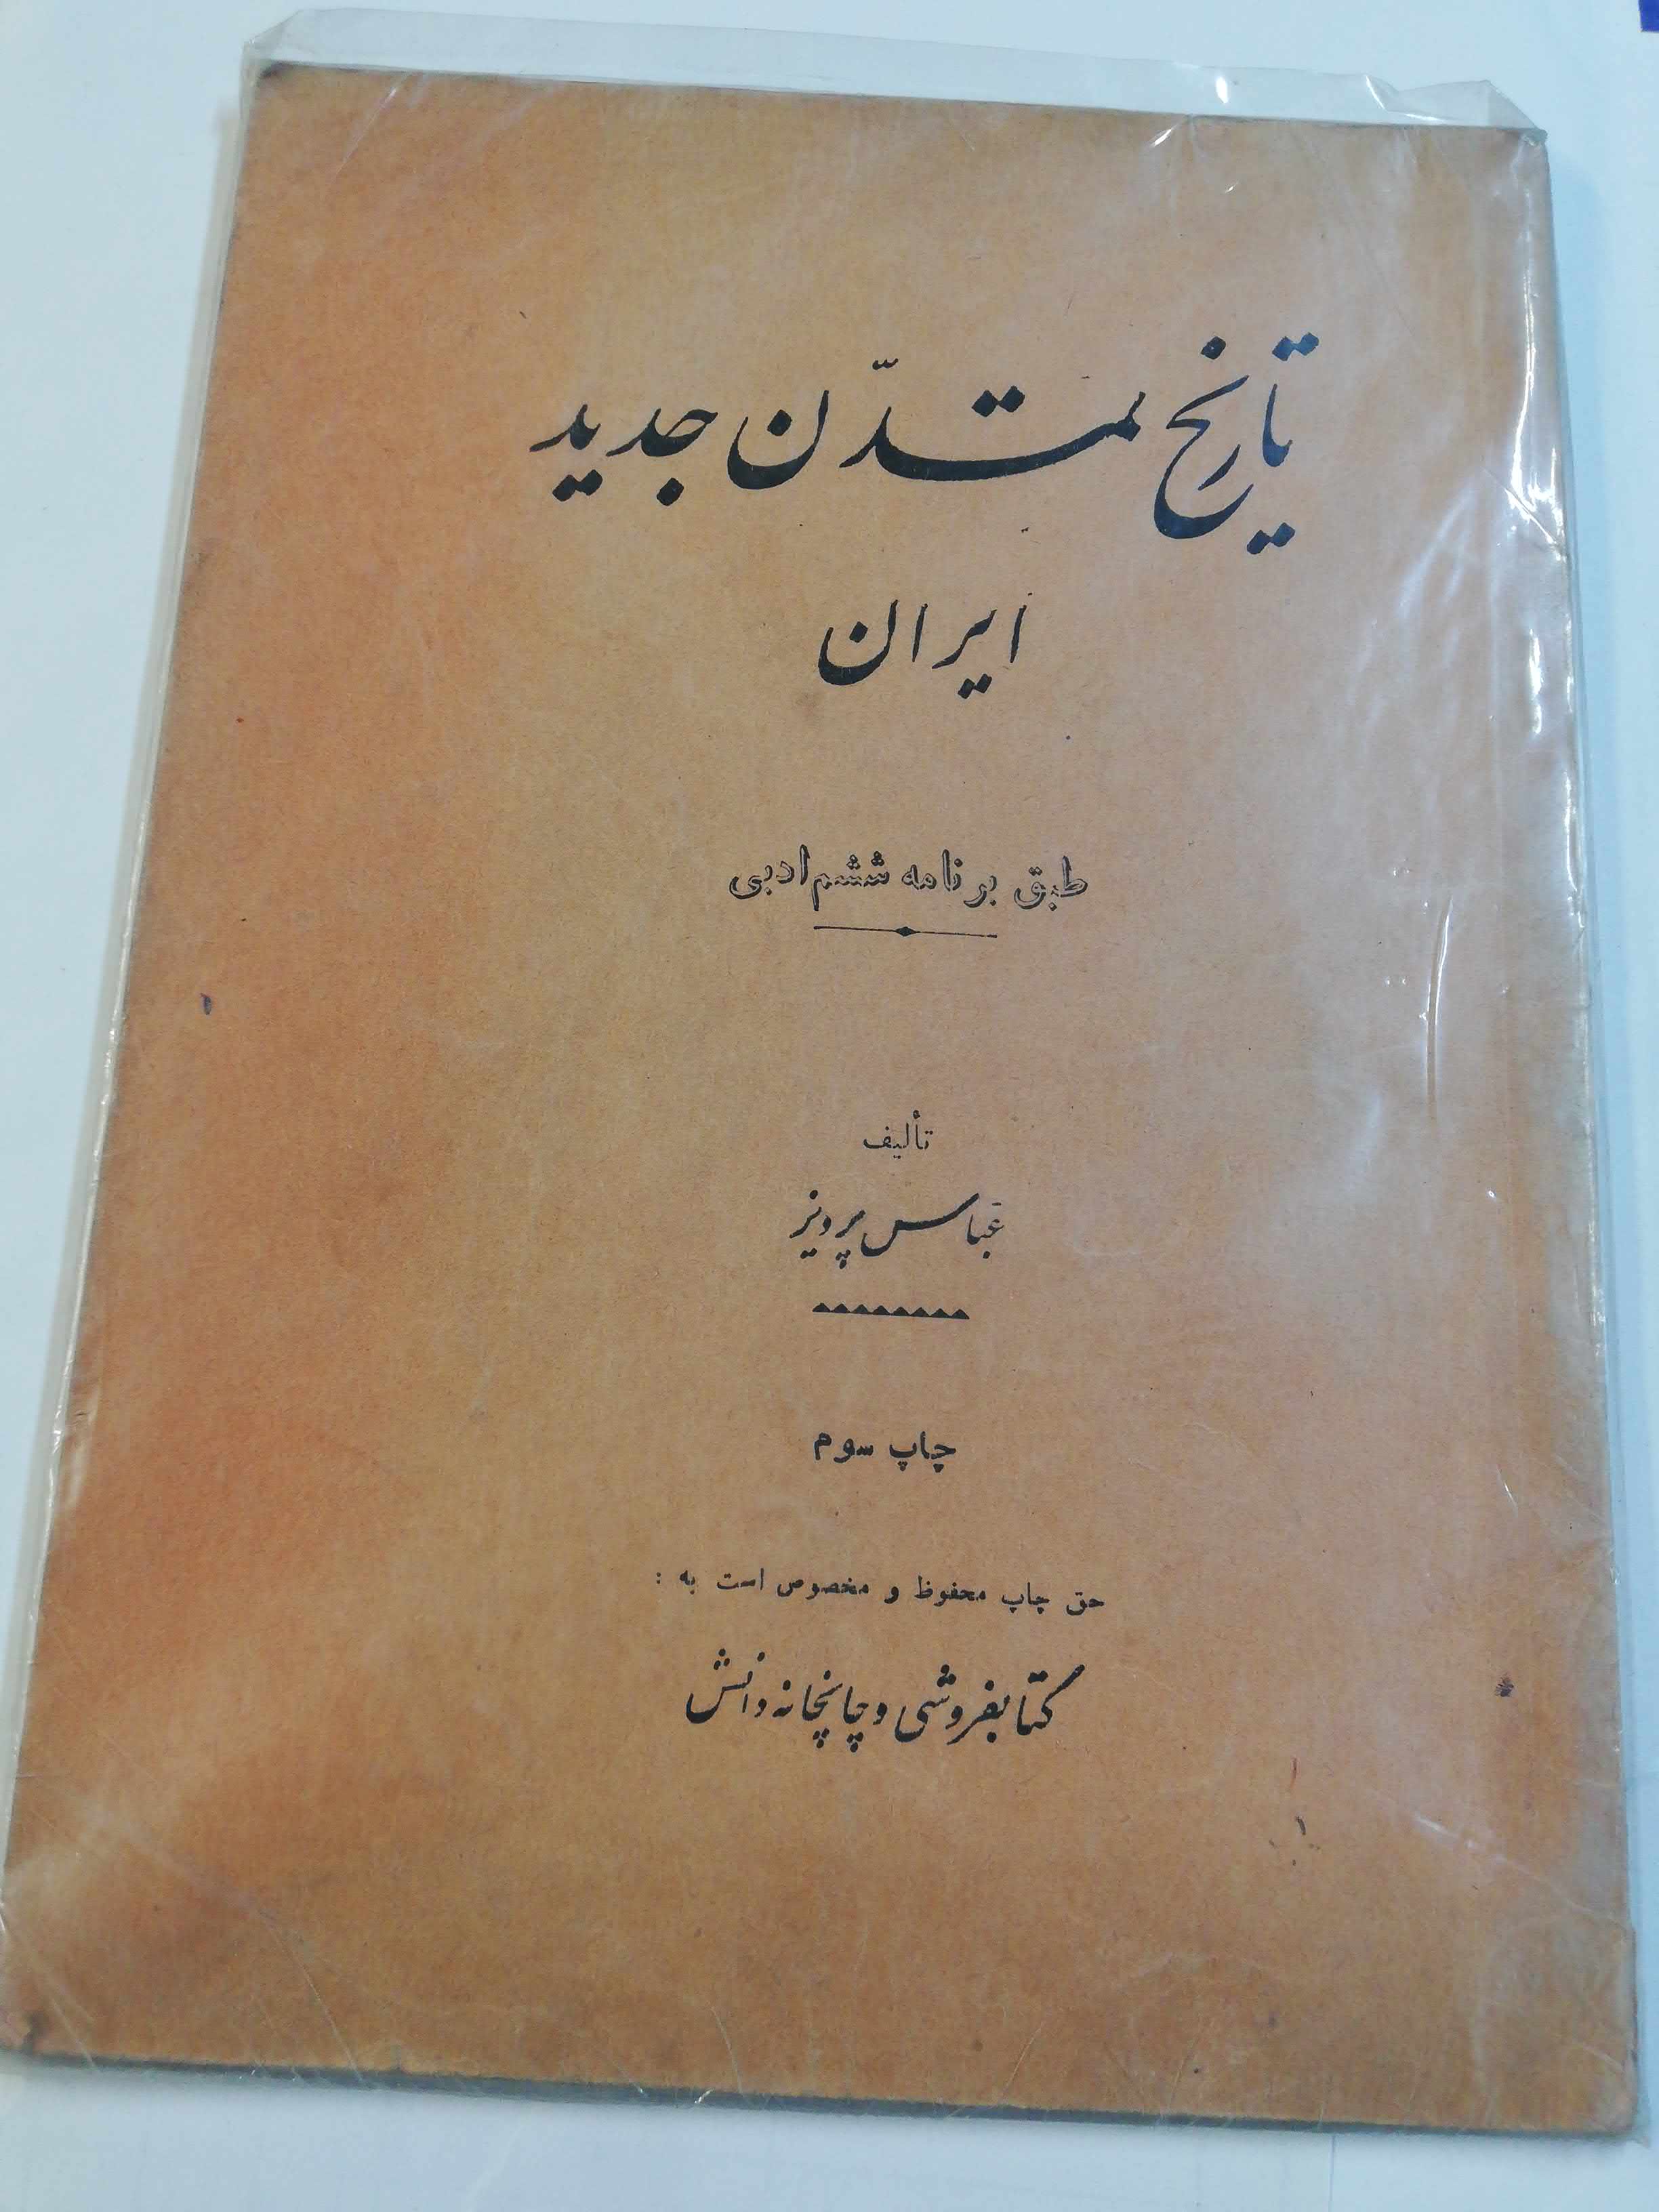 تاریخ تمدّن جدید
ایران
طبق برنامه ششم ادبی
تألیف
عباس پرویز
چاپ سوم
حق چاپ محفوظ و مخصوص است به :
کتابفروشی و چاپخانه دانش